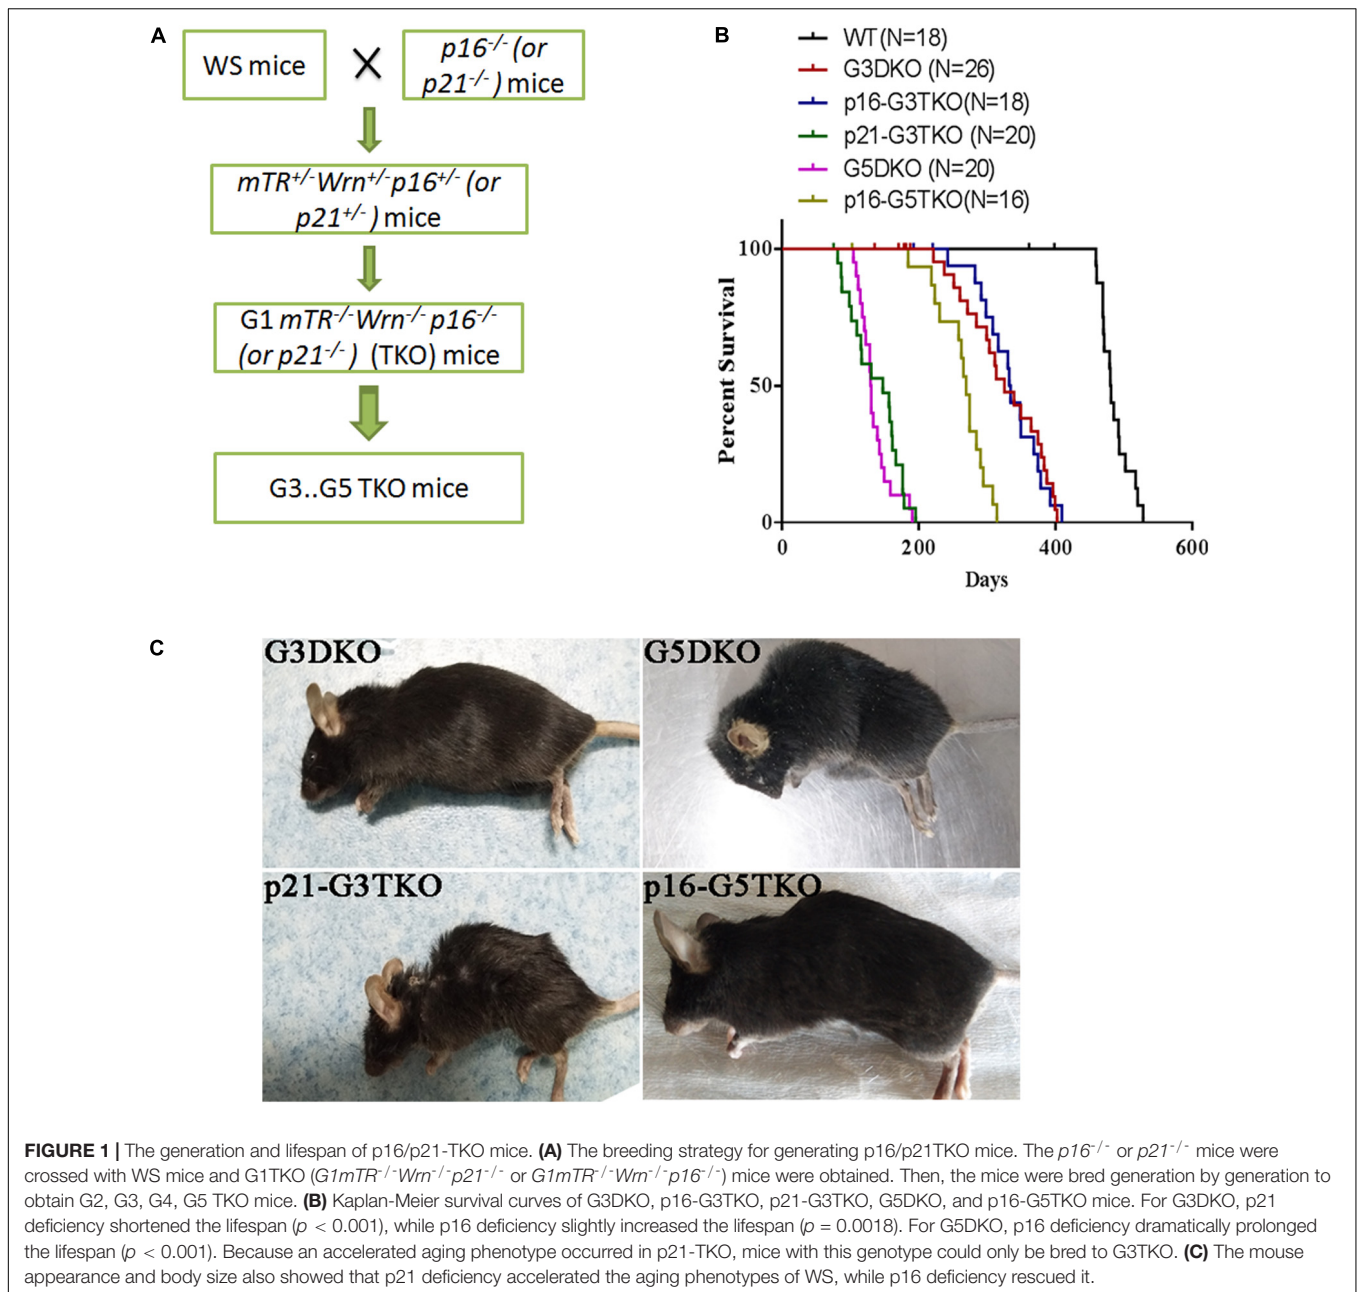 A
WS mice
X
p16-/- (or
p21-/-) mice
mTR+/-Wrn+/-p16+/- (or
p21+/-) mice
G1 mTR-/-Wrn-/- p16-/-
(or p21-/-) (TKO) mice
G3..G5 TKO mice
B
WT(N=18)
G3DKO (N=26)
p16-G3TKO(N=18)
p21-G3TKO (N=20)
G5DKO (N=20)
p16-G5TKO(N=16)
Percent Survival
100
50
0
0 200 400 600
Days
C
G3DKO
G5DKO
p21-G3TKO
p16-G5TKO
FIGURE 1 | The generation and lifespan of p16/p21-TKO mice. (A) The breeding strategy for generating p16/p21TKO mice. The p16-/- or p21-/- mice were
crossed with WS mice and G1TKO (G1mTR-/-Wrn-/-p21-/- or G1mTR-/-Wrn-/-p16-/-) mice were obtained. Then, the mice were bred generation by generation to
obtain G2, G3, G4, G5 TKO mice. (B) Kaplan-Meier survival curves of G3DKO, p16-G3TKO, p21-G3TKO, G5DKO, and p16-G5TKO mice. For G3DKO, p21
deficiency shortened the lifespan (p < 0.001), while p16 deficiency slightly increased the lifespan (p = 0.0018). For G5DKO, p16 deficiency dramatically prolonged
the lifespan (p < 0.001). Because an accelerated aging phenotype occurred in p21-TKO, mice with this genotype could only be bred to G3TKO. (C) The mouse
appearance and body size also showed that p21 deficiency accelerated the aging phenotypes of WS, while p16 deficiency rescued it.